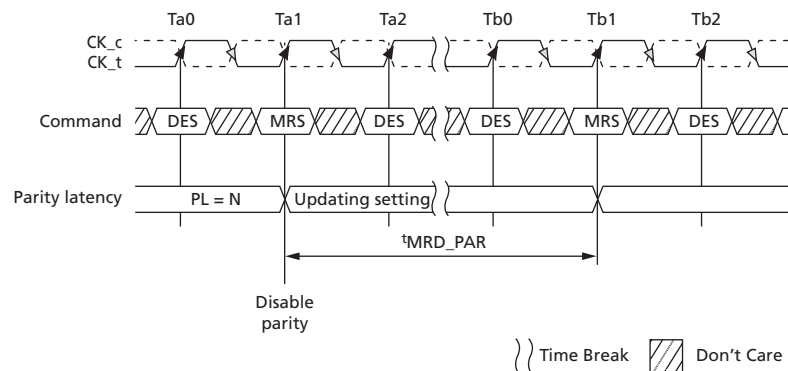 Ta0 Ta1 Ta2 Tb0 Tb1 Tb2
CK_c
CK_t
Command DES MRS DES DES MRS DES
Parity latency PL = N Updating setting
tMRD_PAR
Disable
parity
Time Break Don't Care